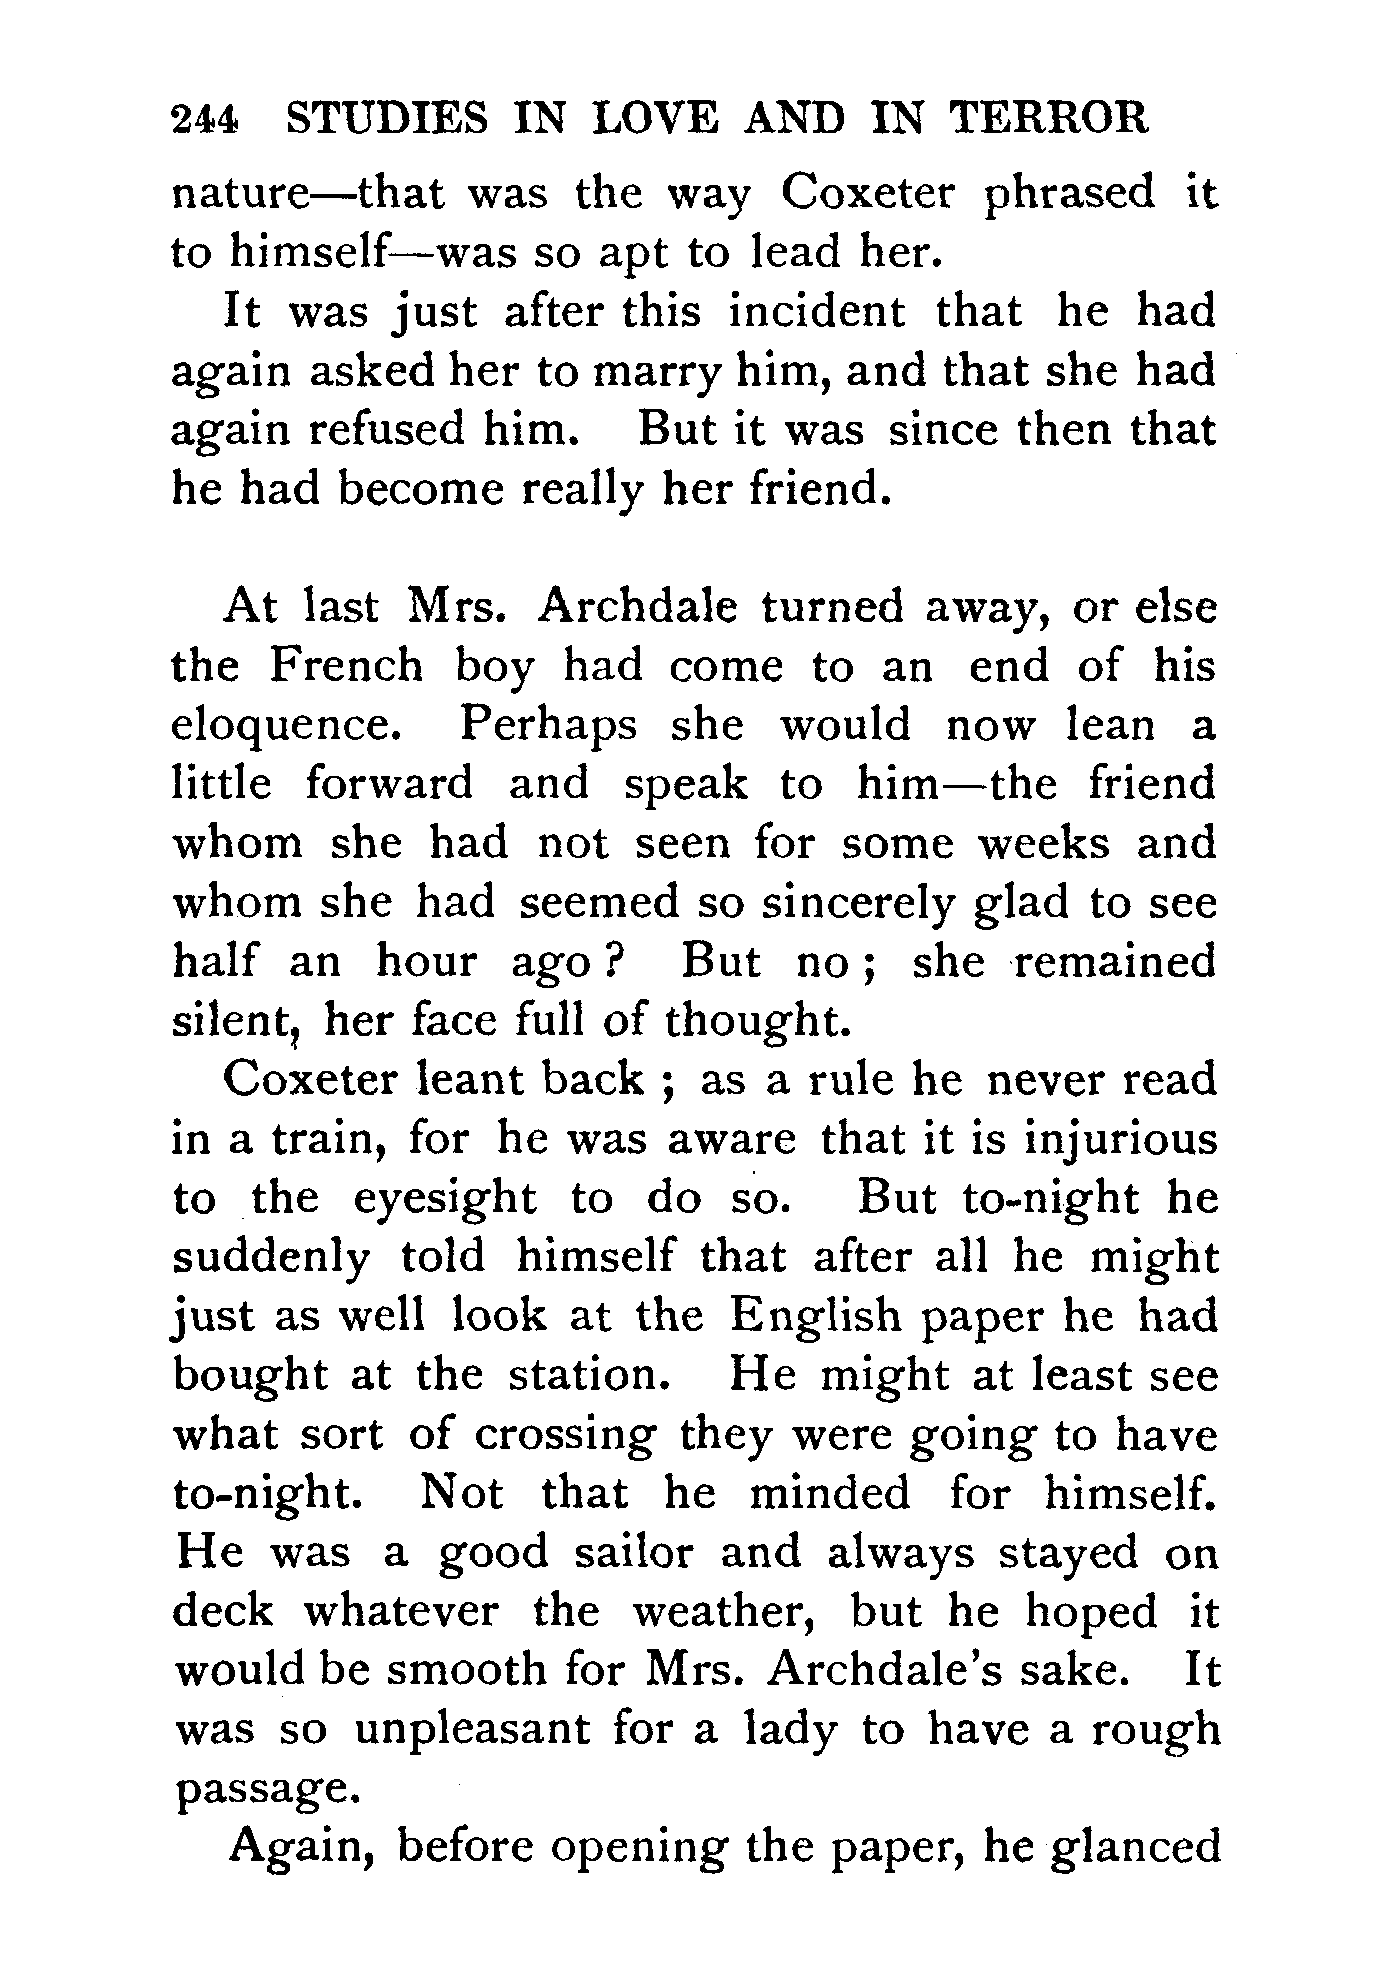 244 STUDIES IN LOVE AND IN TERROR
nature—that was the way Coxeter phrased it
to himself—was so apt to lead her.
It was just after this incident that he had
again asked her to marry him, and that she had
again refused him. But it was since then that
he had become really her friend.
At last Mrs. Archdale turned away, or else
the French boy had come to an end of his
eloquence. Perhaps she would now lean a
little forward and speak to him—the friend
whom she had not seen for some weeks and
whom she had seemed so sincerely glad to see
half an hour ago ? But no ; she remained
silent, her face full of thought.
Coxeter leant back ; as a rule he never read
in a train, for he was aware that it is injurious
to the eyesight to do so. But to-night he
suddenly told himself that after all he might
just as well look at the English paper he had
bought at the station. He might at least see
what sort of crossing they were going to have
to-night. Not that he minded for himself.
He was a good sailor and always stayed on
deck whatever the weather, but he hoped it
would be smooth for Mrs. Archdale's sake. It
was so unpleasant for a lady to have a rough
passage.
Again, before opening the paper, he glanced